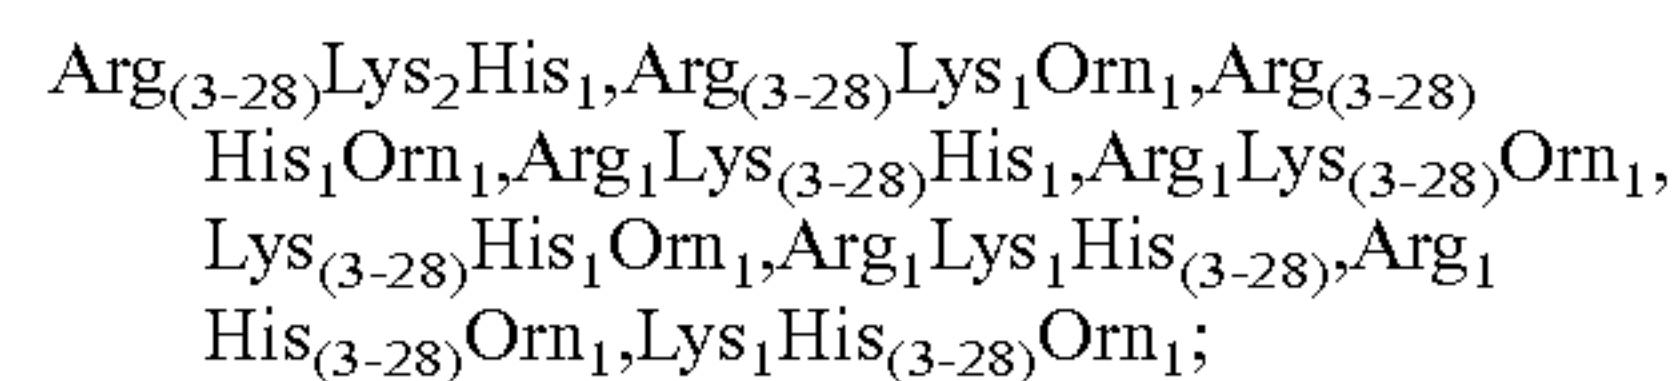 Arg(3-28)Lys2His1,Arg(3-28)Lys1Orn1,Arg(3-28)
His1Orn1,Arg1Lys(3-28)His1,Arg1Lys(3-28)Orn1,
Lys(3-28)His1Orn1,Arg1Lys1His(3-28),Arg1
His(3-28)Orn1,Lys1His(3-28)Orn1;